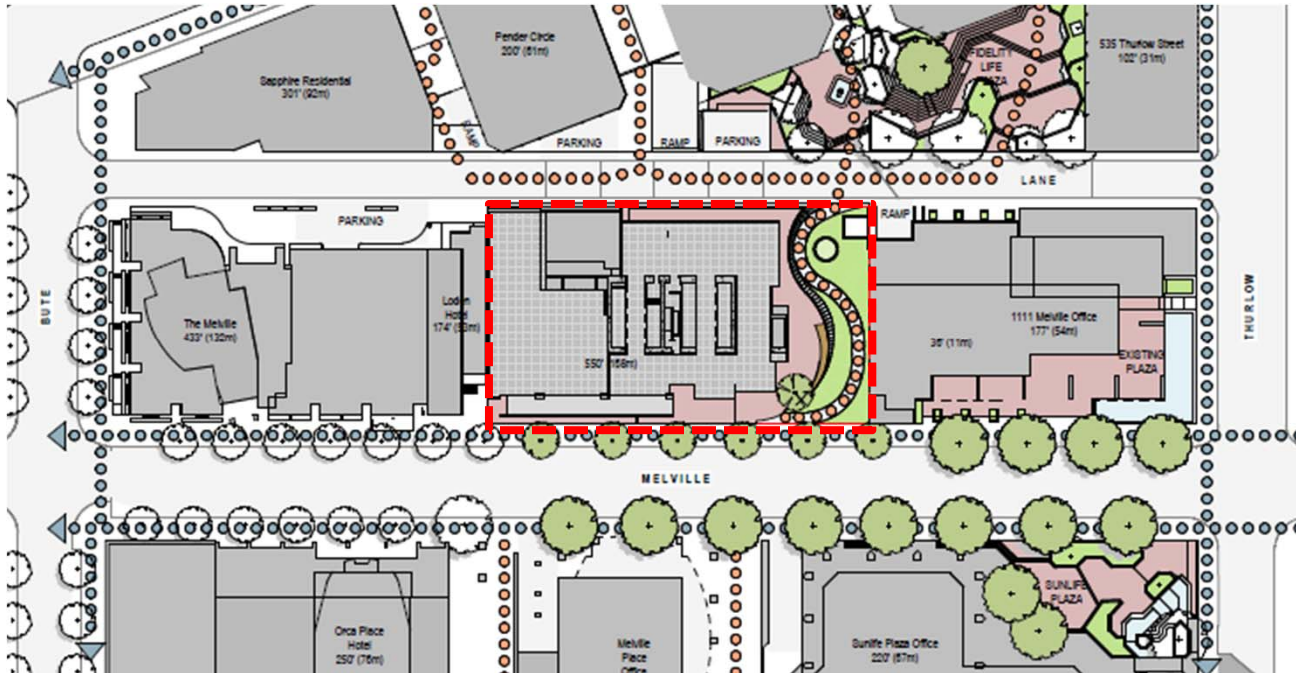 Pender Circle
200' (61m)
535 Thurlow Street
102' (31m)
Sapphire Residential
301' (92m)
FIDELITY
LIFE
PLAZA
RAMP
PARKING
RAMP
PARKING
LANE
PARKING
RAMP
BUTE
THURLOW
Loden
Hotel
174' (53m)
The Melville
433' (132m)
1111 Melville Office
177' (54m)
36' (11m)
EXISTING
PLAZA
550' (168m)
MELVILLE
SUNLIFE
PLAZA
Orca Place
Hotel
250' (76m)
Melville
Place
Office
Sunlife Plaza Office
220' (67m)